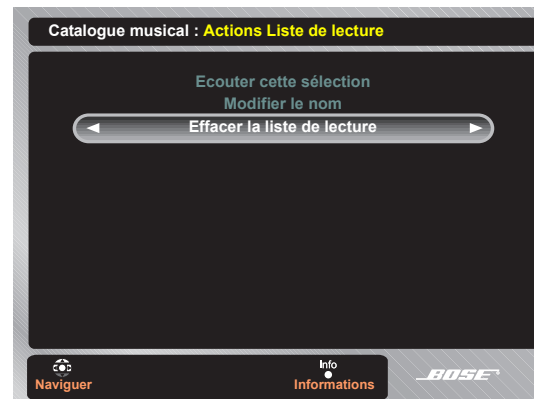 Catalogue musical : Actions Liste de lecture
Ecouter cette sélection
Modifier le nom
Effacer la liste de lecture
Info
Naviguer
Informations
BOSE